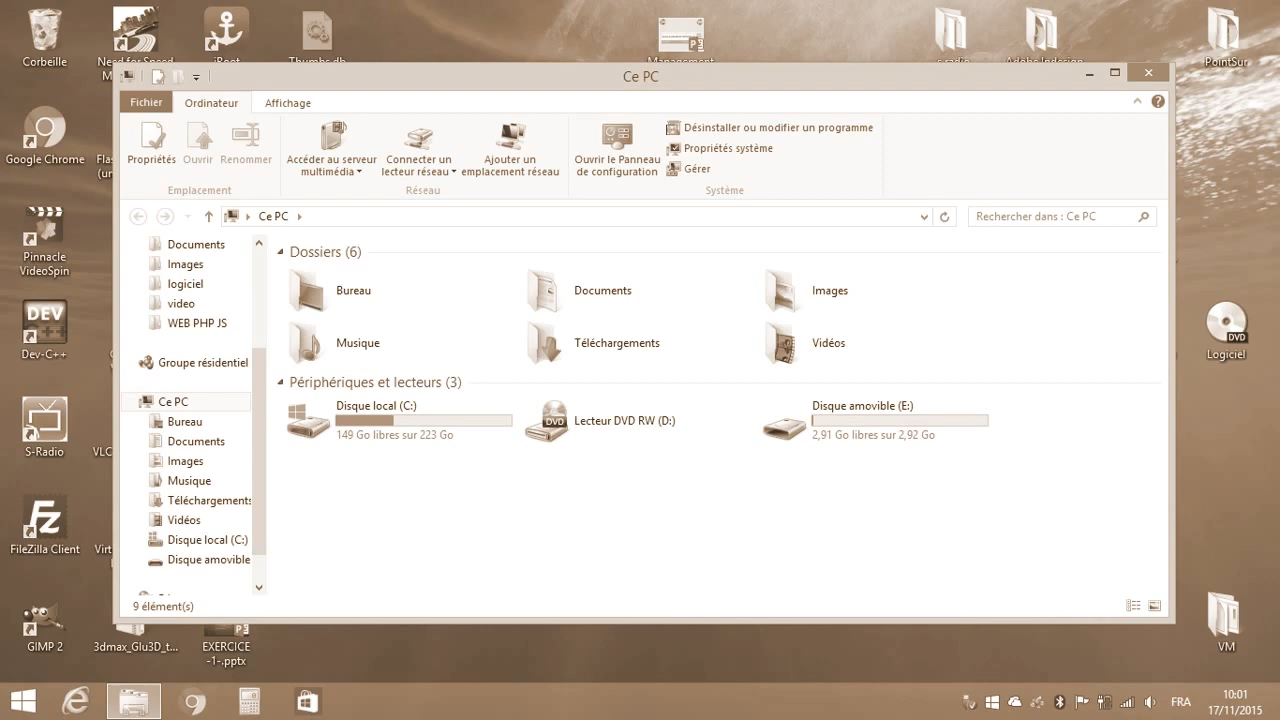 Corbeille
Need for Speed
iRoot
Thumbs.db
Management
s-radio
Adobe Indesign
PointSur
Ce PC
Fichier
Ordinateur
Affichage
Google Chrome
Propriétés
Ouvrir
Renommer
Accéder au serveur
multimédia
Connecter un
lecteur réseau
Ajouter un
emplacement réseau
Ouvrir le Panneau
de configuration
Désinstaller ou modifier un programme
Propriétés système
Gérer
Emplacement
Réseau
Système
Ce PC
Rechercher dans : Ce PC
Pinnacle
VideoSpin
Documents
Images
logiciel
video
WEB PHP JS
Groupe résidentiel
Ce PC
Bureau
Documents
Images
Musique
Téléchargements
Vidéos
Disque local (C:)
Disque amovible
Dossiers (6)
Bureau
Documents
Images
Musique
Téléchargements
Vidéos
Périphériques et lecteurs (3)
Disque local (C:)
149 Go libres sur 223 Go
DVD
Lecteur DVD RW (D:)
Disque amovible (E:)
2,91 Go libres sur 2,92 Go
DEV
C++
Dev-C++
DVD
Logiciel
S-Radio
VLC
Fz
FileZilla Client
9 élément(s)
GIMP 2
3dmax_Glu3D_t...
EXERCICE
-1-.pptx
VM
FRA
10:01
17/11/2015